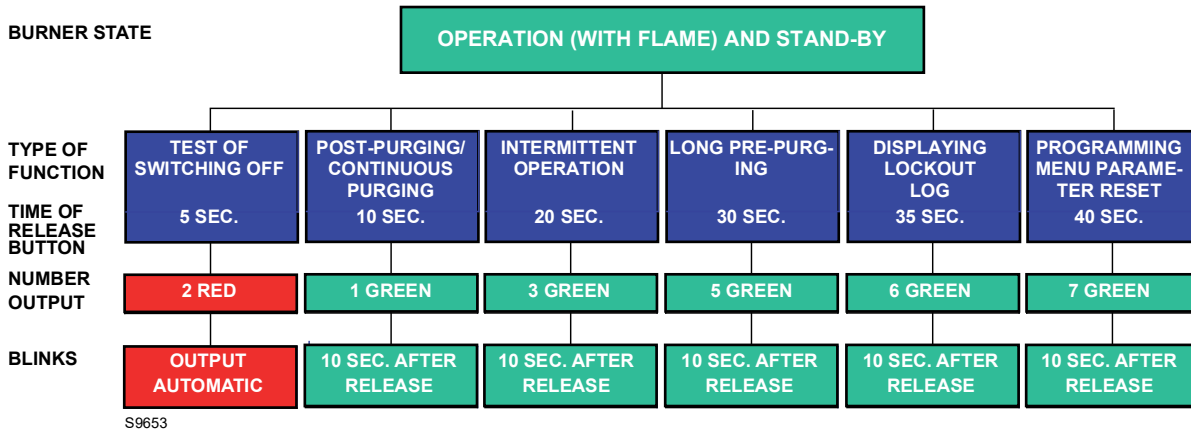 BURNER STATE
OPERATION (WITH FLAME) AND STAND-BY
TYPE OF
FUNCTION
TEST OF
SWITCHING OFF
POST-PURGING/
CONTINUOUS
PURGING
INTERMITTENT
OPERATION
LONG PRE-PURG-
ING
DISPLAYING
LOCKOUT
LOG
PROGRAMMING
MENU PARAME-
TER RESET
TIME OF
RELEASE
BUTTON
5 SEC.
10 SEC.
20 SEC.
30 SEC.
35 SEC.
40 SEC.
NUMBER
OUTPUT
2 RED
1 GREEN
3 GREEN
5 GREEN
6 GREEN
7 GREEN
BLINKS
OUTPUT
AUTOMATIC
10 SEC. AFTER
RELEASE
10 SEC. AFTER
RELEASE
10 SEC. AFTER
RELEASE
10 SEC. AFTER
RELEASE
10 SEC. AFTER
RELEASE
S9653